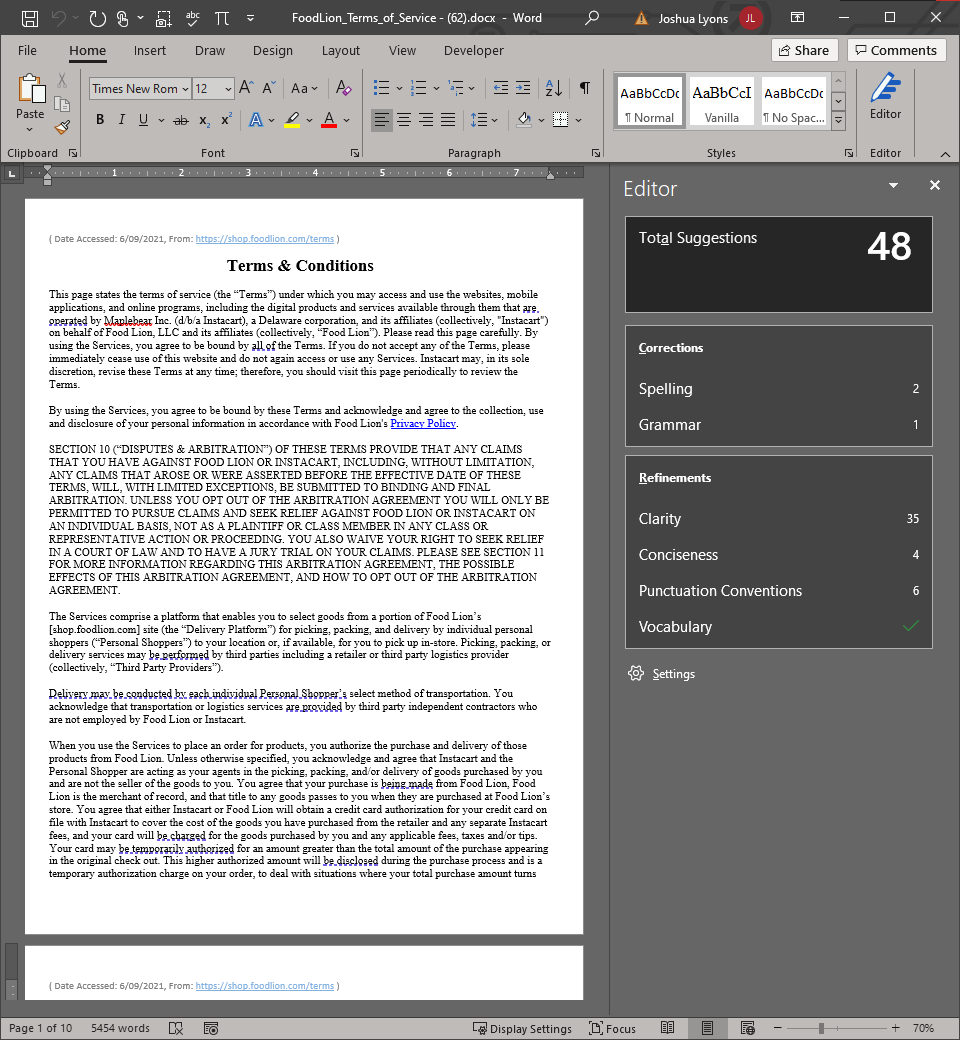 FoodLion_Terms_of_Service - (62).docx - Word
Joshua Lyons JL
File Home Insert Draw Design Layout View Developer
Share Comments
Times New Rom 12
Paste
AaBbCcDc AaBbCcI AaBbCcDc
¶ Normal Vanilla ¶ No Spac...
Editor
Clipboard Font Paragraph Styles Editor
1 2 3 4 5 6 7
( Date Accessed: 6/09/2021, From: https://shop.foodlion.com/terms )
Terms & Conditions
This page states the terms of service (the “Terms”) under which you may access and use the websites, mobile
applications, and online programs, including the digital products and services available through them that are
operated by Maplebear Inc. (d/b/a Instacart), a Delaware corporation, and its affiliates (collectively, "Instacart")
on behalf of Food Lion, LLC and its affiliates (collectively, “Food Lion”). Please read this page carefully. By
using the Services, you agree to be bound by all of the Terms. If you do not accept any of the Terms, please
immediately cease use of this website and do not again access or use any Services. Instacart may, in its sole
discretion, revise these Terms at any time; therefore, you should visit this page periodically to review the
Terms.
By using the Services, you agree to be bound by these Terms and acknowledge and agree to the collection, use
and disclosure of your personal information in accordance with Food Lion's Privacy Policy.
SECTION 10 (“DISPUTES & ARBITRATION”) OF THESE TERMS PROVIDE THAT ANY CLAIMS
THAT YOU HAVE AGAINST FOOD LION OR INSTACART, INCLUDING, WITHOUT LIMITATION,
ANY CLAIMS THAT AROSE OR WERE ASSERTED BEFORE THE EFFECTIVE DATE OF THESE
TERMS, WILL, WITH LIMITED EXCEPTIONS, BE SUBMITTED TO BINDING AND FINAL
ARBITRATION. UNLESS YOU OPT OUT OF THE ARBITRATION AGREEMENT YOU WILL ONLY BE
PERMITTED TO PURSUE CLAIMS AND SEEK RELIEF AGAINST FOOD LION OR INSTACART ON
AN INDIVIDUAL BASIS, NOT AS A PLAINTIFF OR CLASS MEMBER IN ANY CLASS OR
REPRESENTATIVE ACTION OR PROCEEDING. YOU ALSO WAIVE YOUR RIGHT TO SEEK RELIEF
IN A COURT OF LAW AND TO HAVE A JURY TRIAL ON YOUR CLAIMS. PLEASE SEE SECTION 11
FOR MORE INFORMATION REGARDING THIS ARBITRATION AGREEMENT, THE POSSIBLE
EFFECTS OF THIS ARBITRATION AGREEMENT, AND HOW TO OPT OUT OF THE ARBITRATION
AGREEMENT.
The Services comprise a platform that enables you to select goods from a portion of Food Lion’s
[shop.foodlion.com] site (the “Delivery Platform”) for picking, packing, and delivery by individual personal
shoppers (“Personal Shoppers”) to your location or, if available, for you to pick up in-store. Picking, packing, or
delivery services may be performed by third parties including a retailer or third party logistics provider
(collectively, “Third Party Providers”).
Delivery may be conducted by each individual Personal Shopper’s select method of transportation. You
acknowledge that transportation or logistics services are provided by third party independent contractors who
are not employed by Food Lion or Instacart.
When you use the Services to place an order for products, you authorize the purchase and delivery of those
products from Food Lion. Unless otherwise specified, you acknowledge and agree that Instacart and the
Personal Shopper are acting as your agents in the picking, packing, and/or delivery of goods purchased by you
and are not the seller of the goods to you. You agree that your purchase is being made from Food Lion, Food
Lion is the merchant of record, and that title to any goods passes to you when they are purchased at Food Lion’s
store. You agree that either Instacart or Food Lion will obtain a credit card authorization for your credit card on
file with Instacart to cover the cost of the goods you have purchased from the retailer and any separate Instacart
fees, and your card will be charged for the goods purchased by you and any applicable fees, taxes and/or tips.
Your card may be temporarily authorized for an amount greater than the total amount of the purchase appearing
in the original check out. This higher authorized amount will be disclosed during the purchase process and is a
temporary authorization charge on your order, to deal with situations where your total purchase amount turns
( Date Accessed: 6/09/2021, From: https://shop.foodlion.com/terms )
Editor
Total Suggestions 48
Corrections
Spelling 2
Grammar 1
Refinements
Clarity 35
Conciseness 4
Punctuation Conventions 6
Vocabulary
Settings
Page 1 of 10 5454 words Display Settings Focus 70%